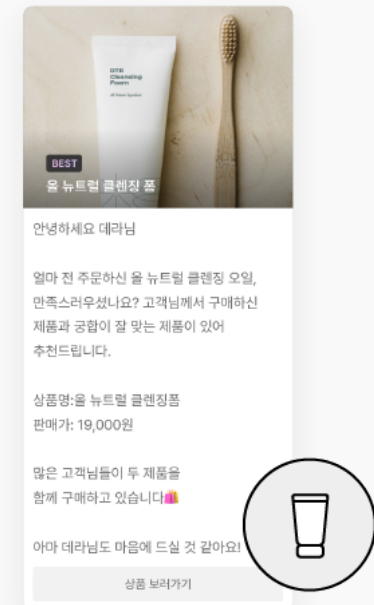 DTRI
Cleansing
Foam
BEST
올 뉴트럴 클렌징 폼
안녕하세요 데라님
얼마 전 주문하신 올 뉴트럴 클렌징 오일,
만족스러우셨나요? 고객님께서 구매하신
제품과 궁합이 잘 맞는 제품이 있어
추천드립니다.
상품명:올 뉴트럴 클렌징폼
판매가: 19,000원
많은 고객님들이 두 제품을
함께 구매하고 있습니다🛍️
아마 데라님도 마음에 드실 것 같아요!
상품 보러가기